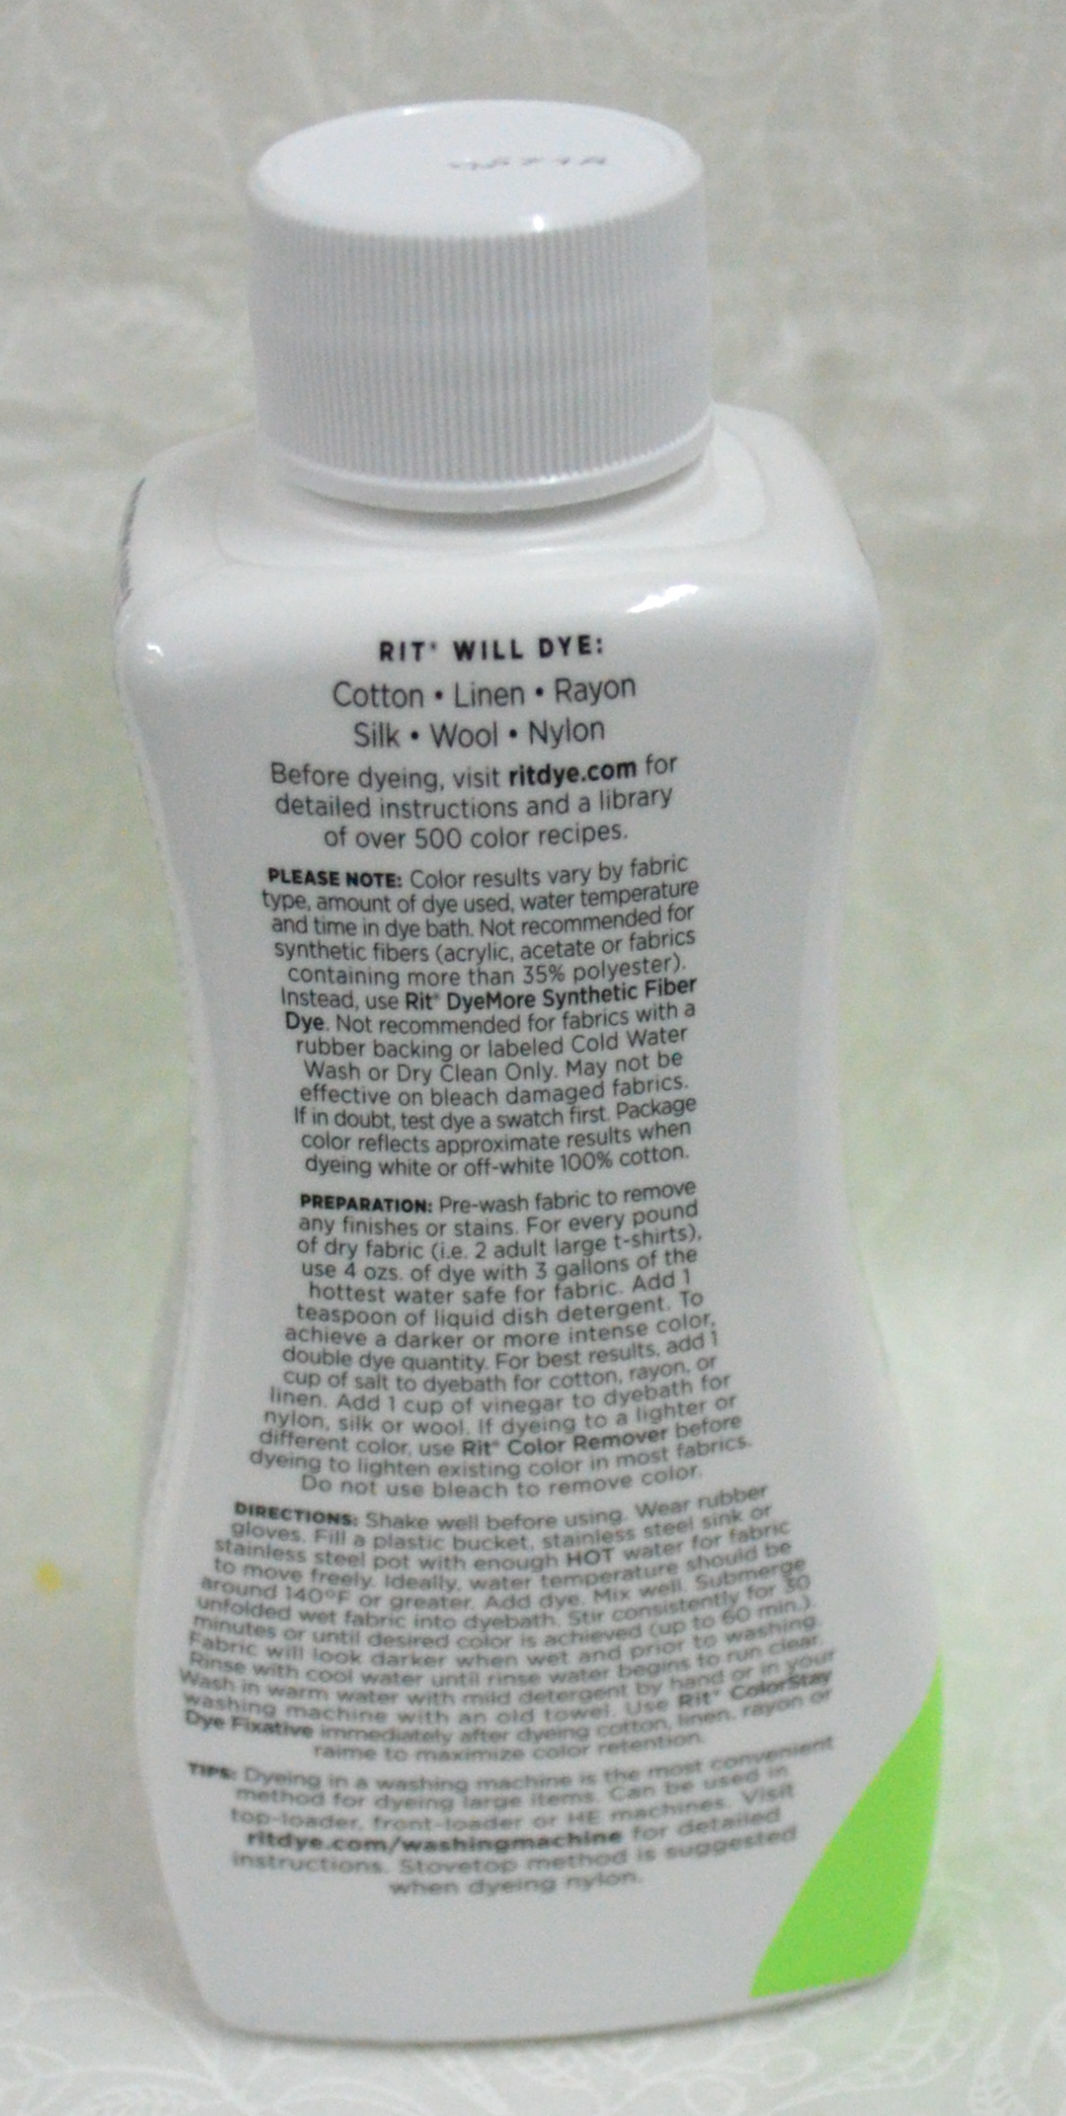 RIT® WILL DYE:
Cotton • Linen • Rayon
Silk • Wool • Nylon
Before dyeing, visit ritdye.com for
detailed instructions and a library
of over 500 color recipes.
PLEASE NOTE: Color results vary by fabric
type, amount of dye used, water temperature
and time in dye bath. Not recommended for
synthetic fibers (acrylic, acetate or fabrics
containing more than 35% polyester).
Instead, use Rit® DyeMore Synthetic Fiber
Dye. Not recommended for fabrics with a
rubber backing or labeled Cold Water
Wash or Dry Clean Only. May not be
effective on bleach damaged fabrics.
If in doubt, test dye a swatch first. Package
color reflects approximate results when
dyeing white or off-white 100% cotton.
PREPARATION: Pre-wash fabric to remove
any finishes or stains. For every pound
of dry fabric (i.e. 2 adult large t-shirts),
use 4 ozs. of dye with 3 gallons of the
hottest water safe for fabric. Add 1
teaspoon of liquid dish detergent. To
achieve a darker or more intense color,
double dye quantity. For best results, add 1
cup of salt to dyebath for cotton, rayon, or
linen. Add 1 cup of vinegar to dyebath for
nylon, silk or wool. If dyeing to a lighter or
different color, use Rit® Color Remover before
dyeing to lighten existing color in most fabrics.
Do not use bleach to remove color.
DIRECTIONS: Shake well before using. Wear rubber
gloves. Fill a plastic bucket, stainless steel sink or
stainless steel pot with enough HOT water for fabric
to move freely. Ideally, water temperature should be
around 140°F or greater. Add dye. Mix well. Submerge
unfolded wet fabric into dyebath. Stir consistently for 30
minutes or until desired color is achieved (up to 60 min.).
Fabric will look darker when wet and prior to washing.
Rinse with cool water until rinse water begins to run clear.
Wash in warm water with mild detergent by hand or in your
washing machine with an old towel. Use Rit® ColorStay
Dye Fixative immediately after dyeing cotton, linen, rayon or
raime to maximize color retention.
TIPS: Dyeing in a washing machine is the most convenient
method for dyeing large items. Can be used in
top-loader, front-loader or HE machines. Visit
ritdye.com/washingmachine for detailed
instructions. Stovetop method is suggested
when dyeing nylon.